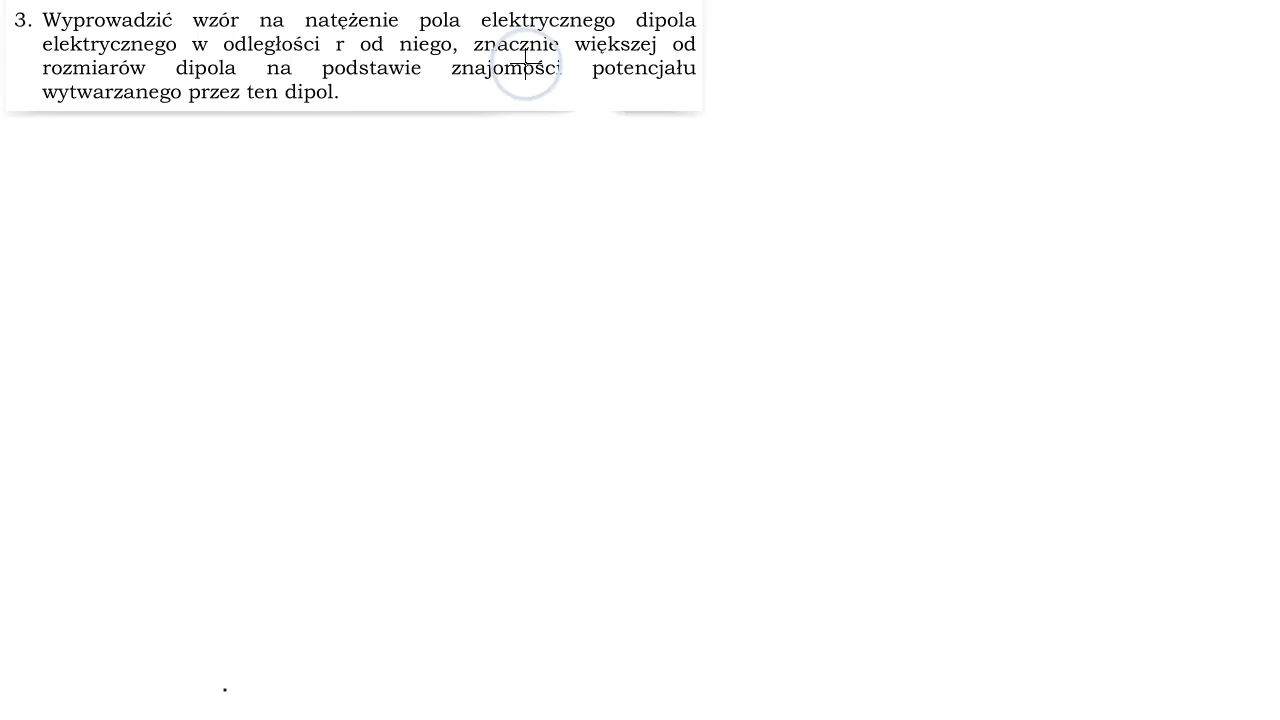 3. Wyprowadzić wzór na natężenie pola elektrycznego dipola
elektrycznego w odległości r od niego, znacznie większej od
rozmiarów dipola na podstawie znajomości potencjału
wytwarzanego przez ten dipol.